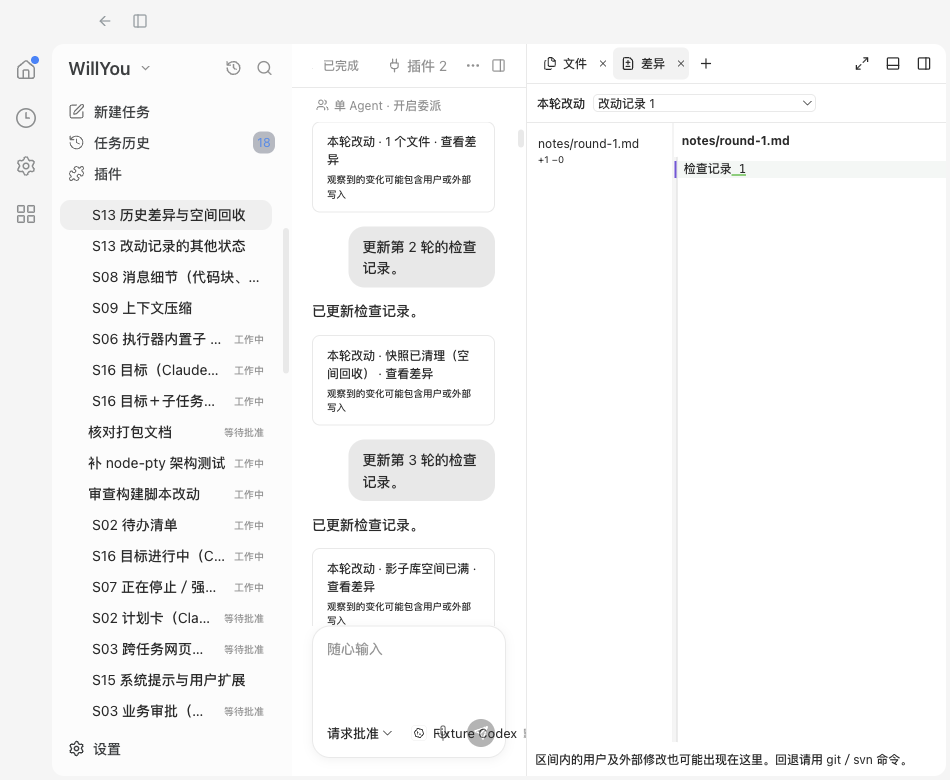 WillYou
新建任务
任务历史
18
插件
S13 历史差异与空间回收
S13 改动记录的其他状态
S08 消息细节（代码块、...
S09 上下文压缩
S06 执行器内置子 ... 工作中
S16 目标（Claude... 工作中
S16 目标＋子任务... 工作中
核对打包文档 等待批准
补 node-pty 架构测试 工作中
审查构建脚本改动 工作中
S02 待办清单 工作中
S16 目标进行中（C... 工作中
S07 正在停止 / 强... 工作中
S02 计划卡（Cla... 等待批准
S03 跨任务网页... 等待批准
S15 系统提示与用户扩展
S03 业务审批（... 等待批准
设置
已完成
插件 2
单 Agent · 开启委派
本轮改动 · 1 个文件 · 查看差
异
观察到的变化可能包含用户或外部
写入
更新第 2 轮的检查
记录。
已更新检查记录。
本轮改动 · 快照已清理（空
间回收） · 查看差异
观察到的变化可能包含用户或外部
写入
更新第 3 轮的检查
记录。
已更新检查记录。
本轮改动 · 影子库空间已满 ·
查看差异
观察到的变化可能包含用户或外部
写入
随心输入
请求批准
Fixture Codex
文件 ×
差异 ×
本轮改动
改动记录 1
notes/round-1.md
+1 −0
notes/round-1.md
检查记录 1
区间内的用户及外部修改也可能出现在这里。回退请用 git / svn 命令。